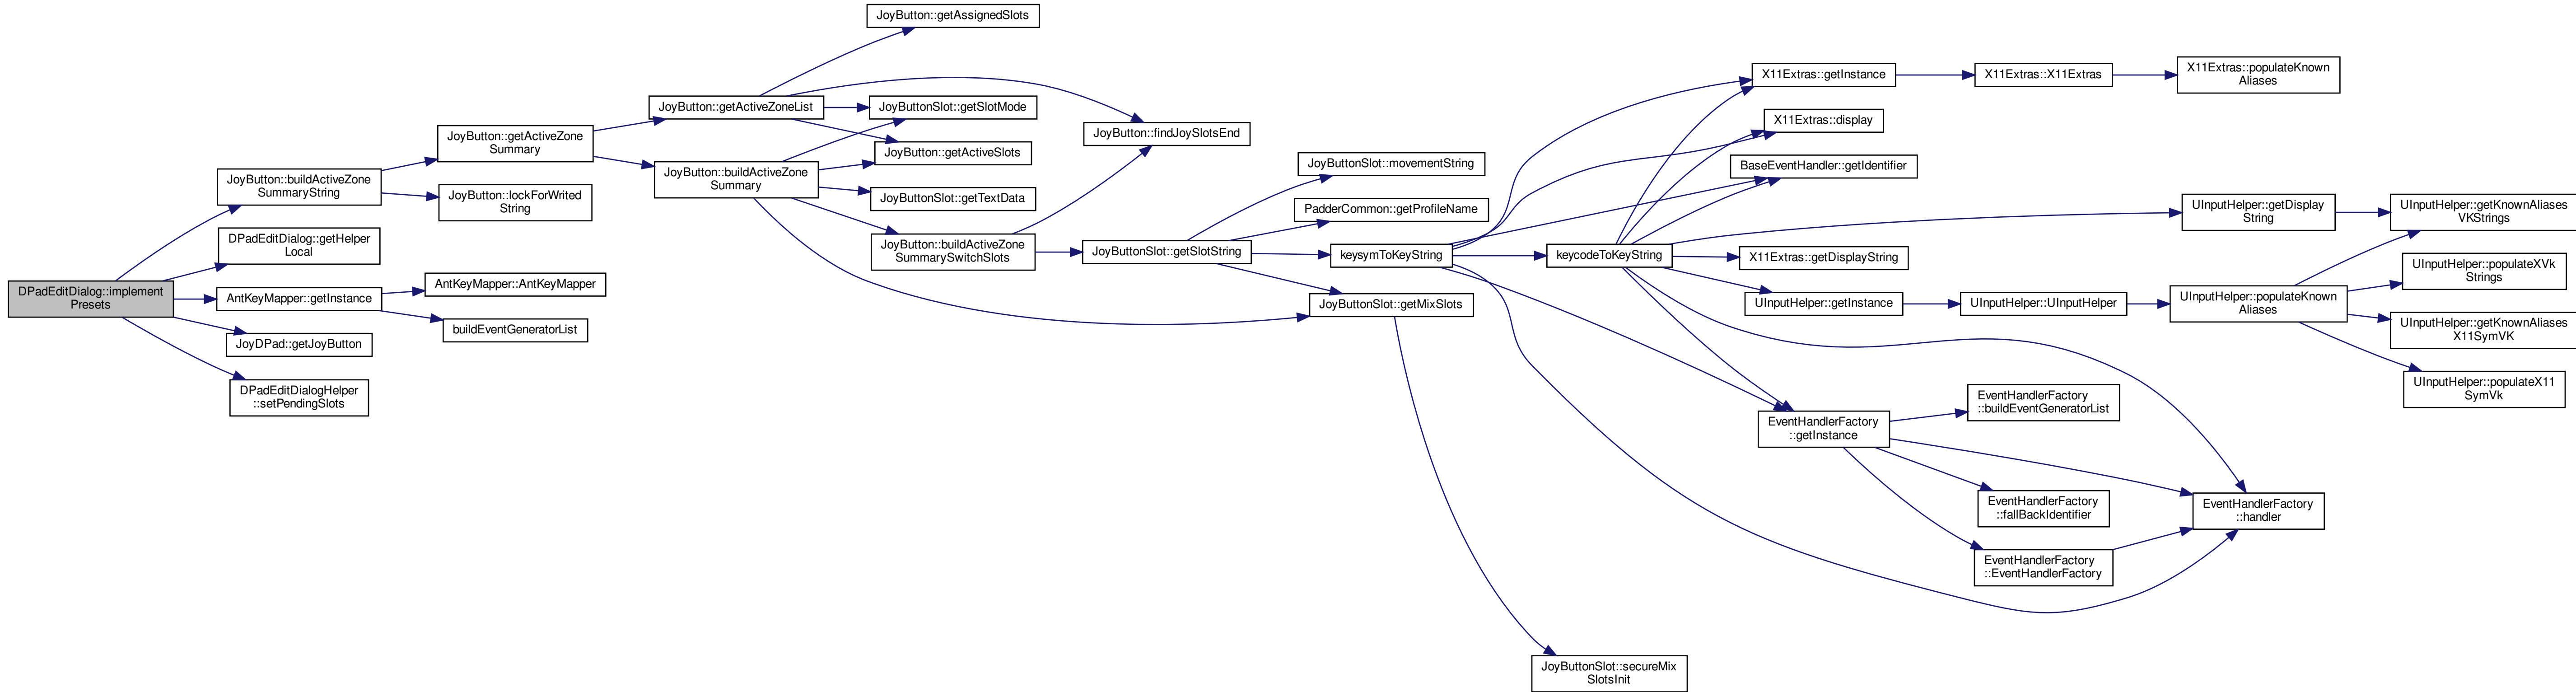 DPadEditDialog::implement
Presets
JoyButton::buildActiveZone
SummaryString
DPadEditDialog::getHelper
Local
AntKeyMapper::getInstance
JoyDPad::getJoyButton
DPadEditDialogHelper
::setPendingSlots
JoyButton::getActiveZone
Summary
JoyButton::lockForWrited
String
AntKeyMapper::AntKeyMapper
buildEventGeneratorList
JoyButton::getActiveZoneList
JoyButton::buildActiveZone
Summary
JoyButton::getAssignedSlots
JoyButtonSlot::getSlotMode
JoyButton::getActiveSlots
JoyButtonSlot::getTextData
JoyButton::buildActiveZone
SummarySwitchSlots
JoyButton::findJoySlotsEnd
JoyButtonSlot::getSlotString
JoyButtonSlot::movementString
PadderCommon::getProfileName
keysymToKeyString
JoyButtonSlot::getMixSlots
keycodeToKeyString
JoyButtonSlot::secureMix
SlotsInit
X11Extras::getInstance
X11Extras::display
BaseEventHandler::getIdentifier
X11Extras::getDisplayString
UInputHelper::getInstance
EventHandlerFactory
::getInstance
X11Extras::X11Extras
UInputHelper::UInputHelper
EventHandlerFactory
::buildEventGeneratorList
EventHandlerFactory
::fallBackIdentifier
EventHandlerFactory
::EventHandlerFactory
X11Extras::populateKnown
Aliases
UInputHelper::getDisplay
String
UInputHelper::populateKnown
Aliases
EventHandlerFactory
::handler
UInputHelper::getKnownAliases
VKStrings
UInputHelper::populateXVk
Strings
UInputHelper::getKnownAliases
X11SymVK
UInputHelper::populateX11
SymVk